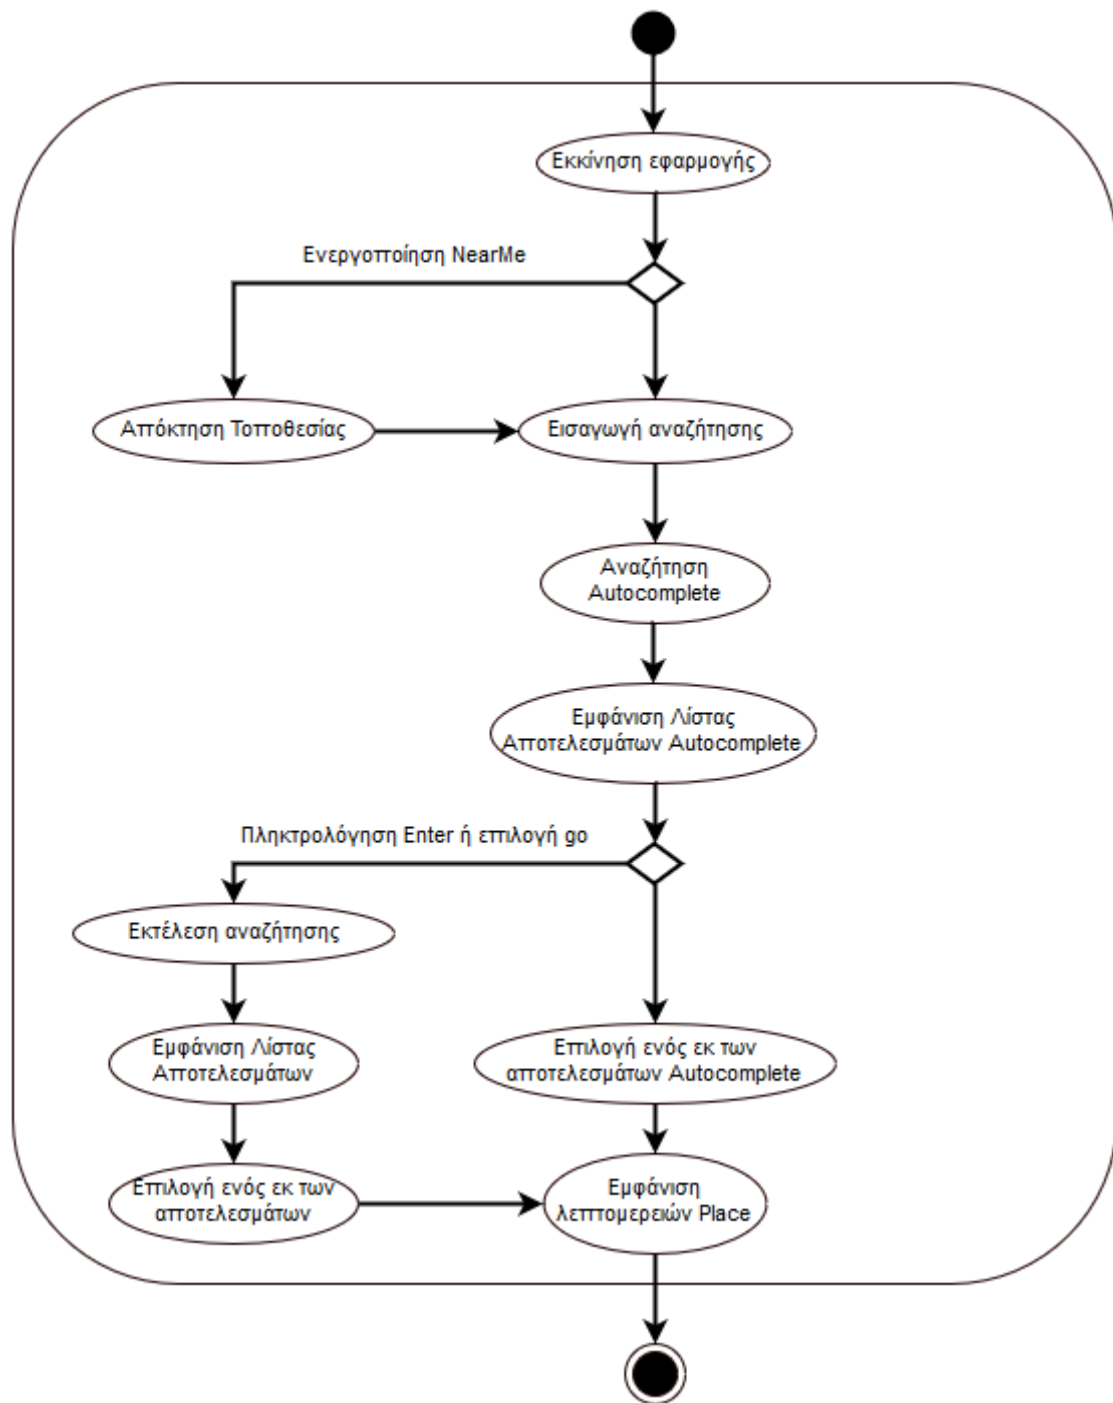 Εκκίνηση εφαρμογής
Ενεργοποίηση NearMe
Απόκτηση Τοποθεσίας
Εισαγωγή αναζήτησης
Αναζήτηση
Autocomplete
Εμφάνιση Λίστας
Αποτελεσμάτων Autocomplete
Πληκτρολόγηση Enter ή επιλογή go
Εκτέλεση αναζήτησης
Εμφάνιση Λίστας
Αποτελεσμάτων
Επιλογή ενός εκ των
αποτελεσμάτων Autocomplete
Επιλογή ενός εκ των
αποτελεσμάτων
Εμφάνιση
λεπτομερειών Place